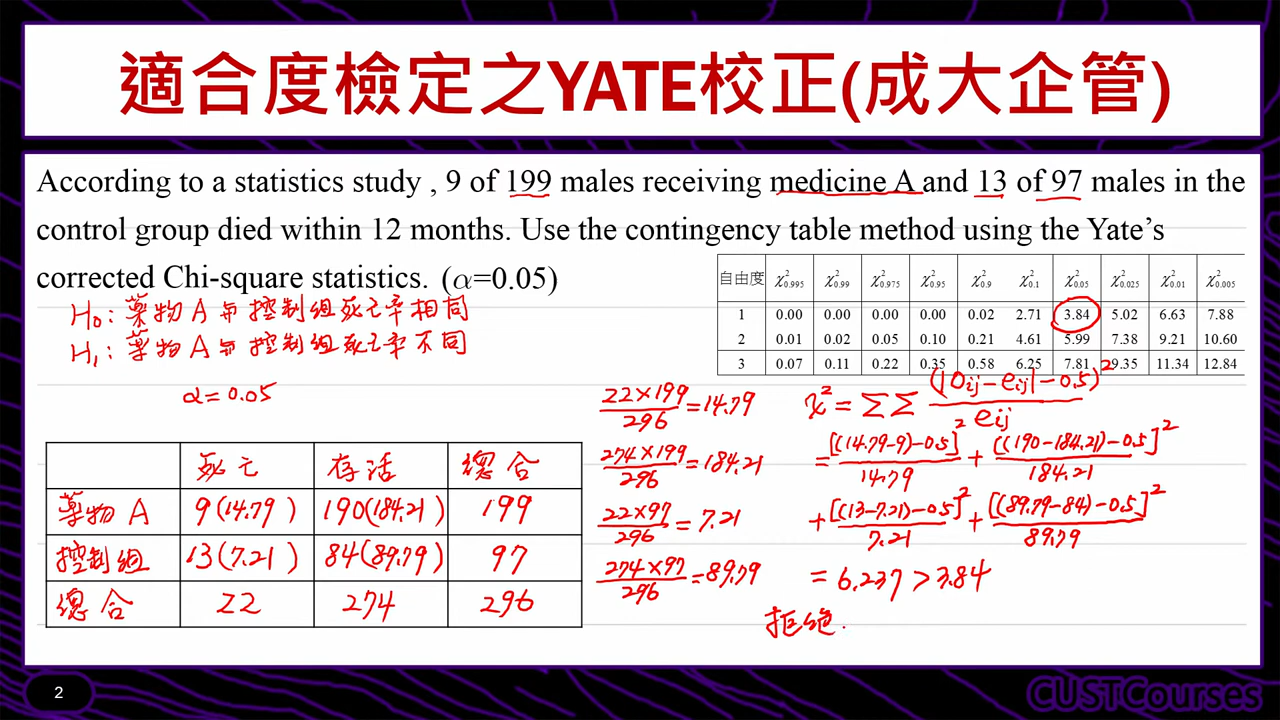 適合度檢定之YATE校正(成大企管)
According to a statistics study , 9 of 199 males receiving medicine A and 13 of 97 males in the
control group died within 12 months. Use the contingency table method using the Yate's
corrected Chi-square statistics. (α=0.05)
自由度 χ²0.995 χ²0.99 χ²0.975 χ²0.95 χ²0.9 χ²0.1 χ²0.05 χ²0.025 χ²0.01 χ²0.005
1 0.00 0.00 0.00 0.00 0.02 2.71 3.84 5.02 6.63 7.88
2 0.01 0.02 0.05 0.10 0.21 4.61 5.99 7.38 9.21 10.60
3 0.07 0.11 0.22 0.35 0.58 6.25 7.81 9.35 11.34 12.84
H₀：藥物A與控制組死亡率相同
H₁：藥物A與控制組死亡率不同
α=0.05
死亡 存活 總合
藥物A 9(14.79) 190(184.21) 199
控制組 13(7.21) 84(89.79) 97
總合 22 274 296
22×199/296=14.79
274×199/296=184.21
22×97/296=7.21
274×97/296=89.79
χ²=ΣΣ(|Oij-eij|-0.5)²/eij
=[(14.79-9)-0.5]²/14.79+[(190-184.21)-0.5]²/184.21
+[(13-7.21)-0.5]²/7.21+[(89.79-84)-0.5]²/89.79
=6.237>3.84
拒絕.
2
CUSTCourses